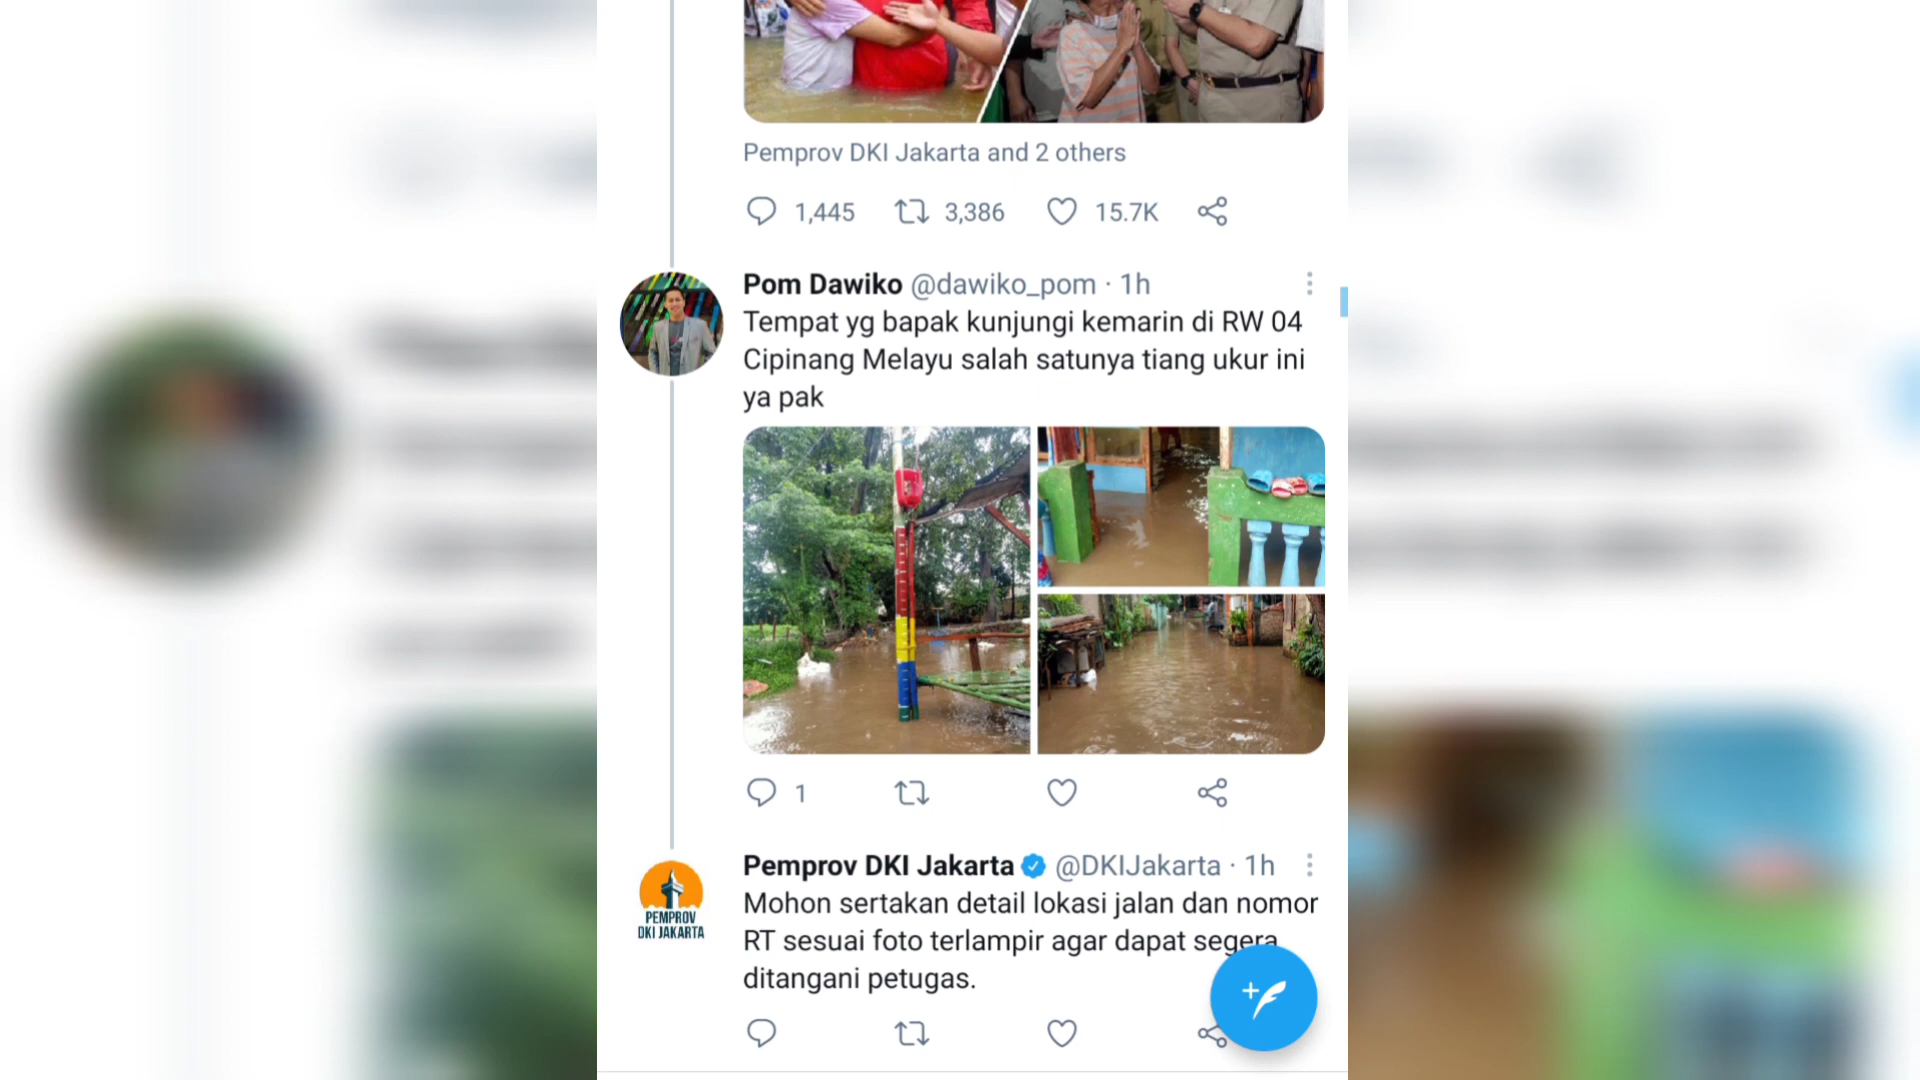 Pemprov DKI Jakarta and 2 others
1,445 3,386 15.7K
Pom Dawiko @dawiko_pom · 1h
Tempat yg bapak kunjungi kemarin di RW 04
Cipinang Melayu salah satunya tiang ukur ini
ya pak
1
Pemprov DKI Jakarta @DKIJakarta · 1h
Mohon sertakan detail lokasi jalan dan nomor
RT sesuai foto terlampir agar dapat segera
ditangani petugas.
PEMPROV
DKI JAKARTA